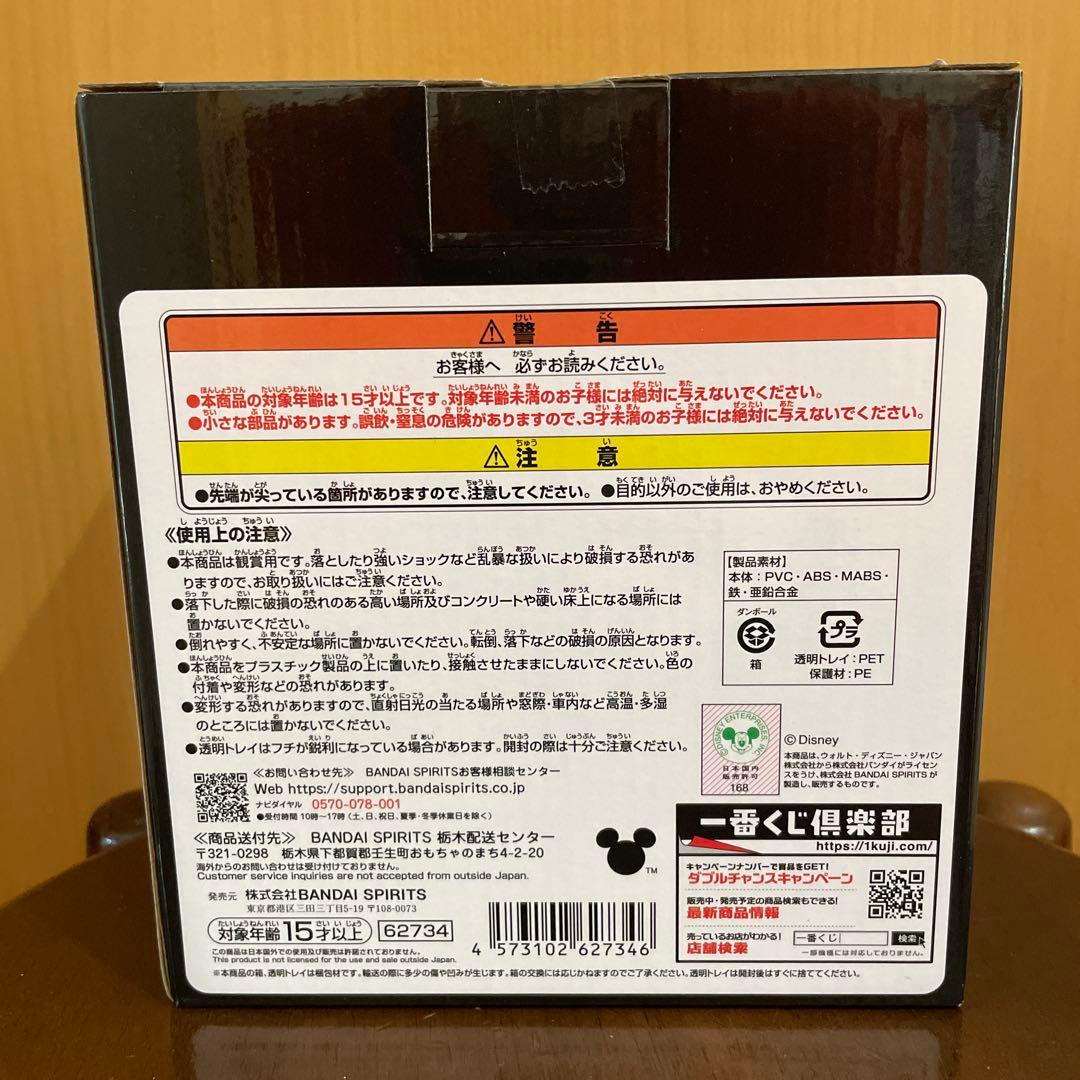 ⚠警告
お客様へ 必ずお読みください。
●本商品の対象年齢は15才以上です。対象年齢未満のお子様には絶対に与えないでください。
●小さな部品があります。誤飲・窒息の危険がありますので、3才未満のお子様には絶対に与えないでください。
⚠注意
●先端が尖っている箇所がありますので、注意してください。 ●目的以外のご使用は、おやめください。
《使用上の注意》
●本商品は観賞用です。落としたり強いショックなど乱暴な扱いにより破損する恐れがあ
りますので、お取り扱いにはご注意ください。
●落下した際に破損の恐れのある高い場所及びコンクリートや硬い床上になる場所には
置かないでください。
●倒れやすく、不安定な場所に置かないでください。転倒、落下などの破損の原因となります。
●本商品をプラスチック製品の上に置いたり、接触させたままにしないでください。色の
付着や変形などの恐れがあります。
●変形する恐れがありますので、直射日光の当たる場所や窓際・車内など高温・多湿
のところには置かないでください。
●透明トレイはフチが鋭利になっている場合があります。開封の際は十分ご注意ください。
【製品素材】
本体：PVC・ABS・MABS・
鉄・亜鉛合金
ダンボール
箱
プラ
透明トレイ：PET
保護材：PE
DISNEY ENTERPRISES, INC.
日本国内
販売許可
168
©Disney
本商品は、ウォルト・ディズニー・ジャパン
株式会社から株式会社バンダイがライセン
スをうけ、株式会社BANDAI SPIRITSが
製造し、販売するものです。
≪お問い合わせ先≫ BANDAI SPIRITSお客様相談センター
Web https://support.bandaispirits.co.jp
ナビダイヤル 0570-078-001
●受付時間 10時～17時（土、日、祝日、夏季・冬季休業日を除く）
≪商品送付先≫ BANDAI SPIRITS 栃木配送センター
〒321-0298 栃木県下都賀郡壬生町おもちゃのまち4-2-20
海外からのお問い合わせは受け付けておりません。
Customer service inquiries are not accepted from outside Japan.
発売元 株式会社BANDAI SPIRITS
東京都港区三田三丁目5-19 〒108-0073
対象年齢15才以上 62734
この商品は日本国外での使用及び販売は許諾されておりません。
This product is not licensed for the use and sale outside Japan.
TM
4 573102 627346
一番くじ倶楽部
https://1kuji.com/
キャンペーンナンバーで賞品をGET!
ダブルチャンスキャンペーン
販売中・発売予定の商品検索もできる!
最新商品情報
売っているお店がわかる!
店舗検索
一番くじ 検索
一部機種には対応しておりません。
※本商品の箱、透明トレイは梱包材です。輸送の際に多少の傷や凹みが生じます。箱の交換には応じかねますのでご了承ください。透明トレイは開封後はすぐに捨ててください。